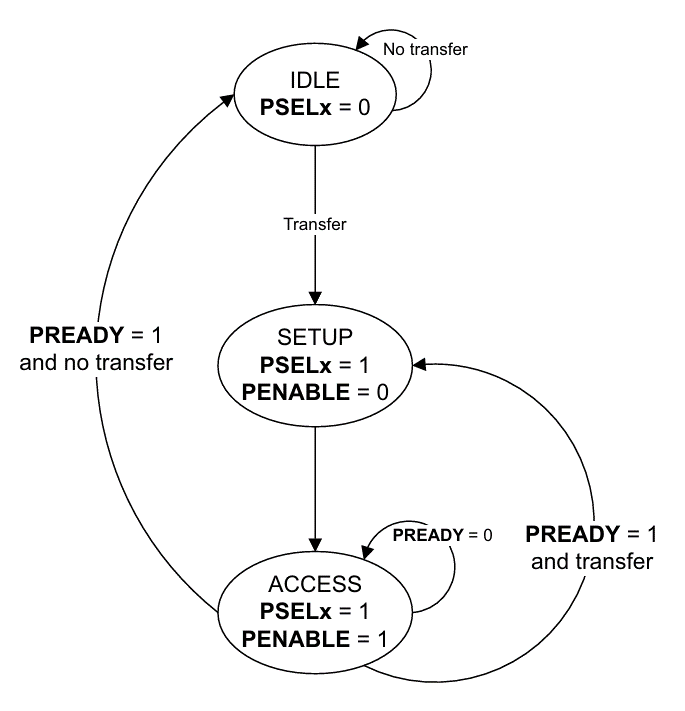 No transfer
IDLE
PSELx = 0
Transfer
PREADY = 1
and no transfer
SETUP
PSELx = 1
PENABLE = 0
PREADY = 0
PREADY = 1
and transfer
ACCESS
PSELx = 1
PENABLE = 1